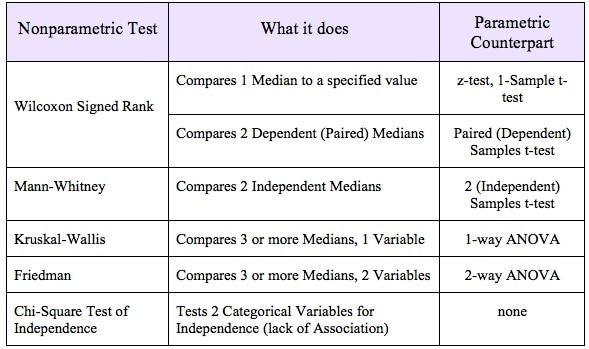 Nonparametric Test
What it does
Parametric
Counterpart
Wilcoxon Signed Rank
Compares 1 Median to a specified value
z-test, 1-Sample t-
test
Compares 2 Dependent (Paired) Medians
Paired (Dependent)
Samples t-test
Mann-Whitney
Compares 2 Independent Medians
2 (Independent)
Samples t-test
Kruskal-Wallis
Compares 3 or more Medians, 1 Variable
1-way ANOVA
Friedman
Compares 3 or more Medians, 2 Variables
2-way ANOVA
Chi-Square Test of
Independence
Tests 2 Categorical Variables for
Independence (lack of Association)
none